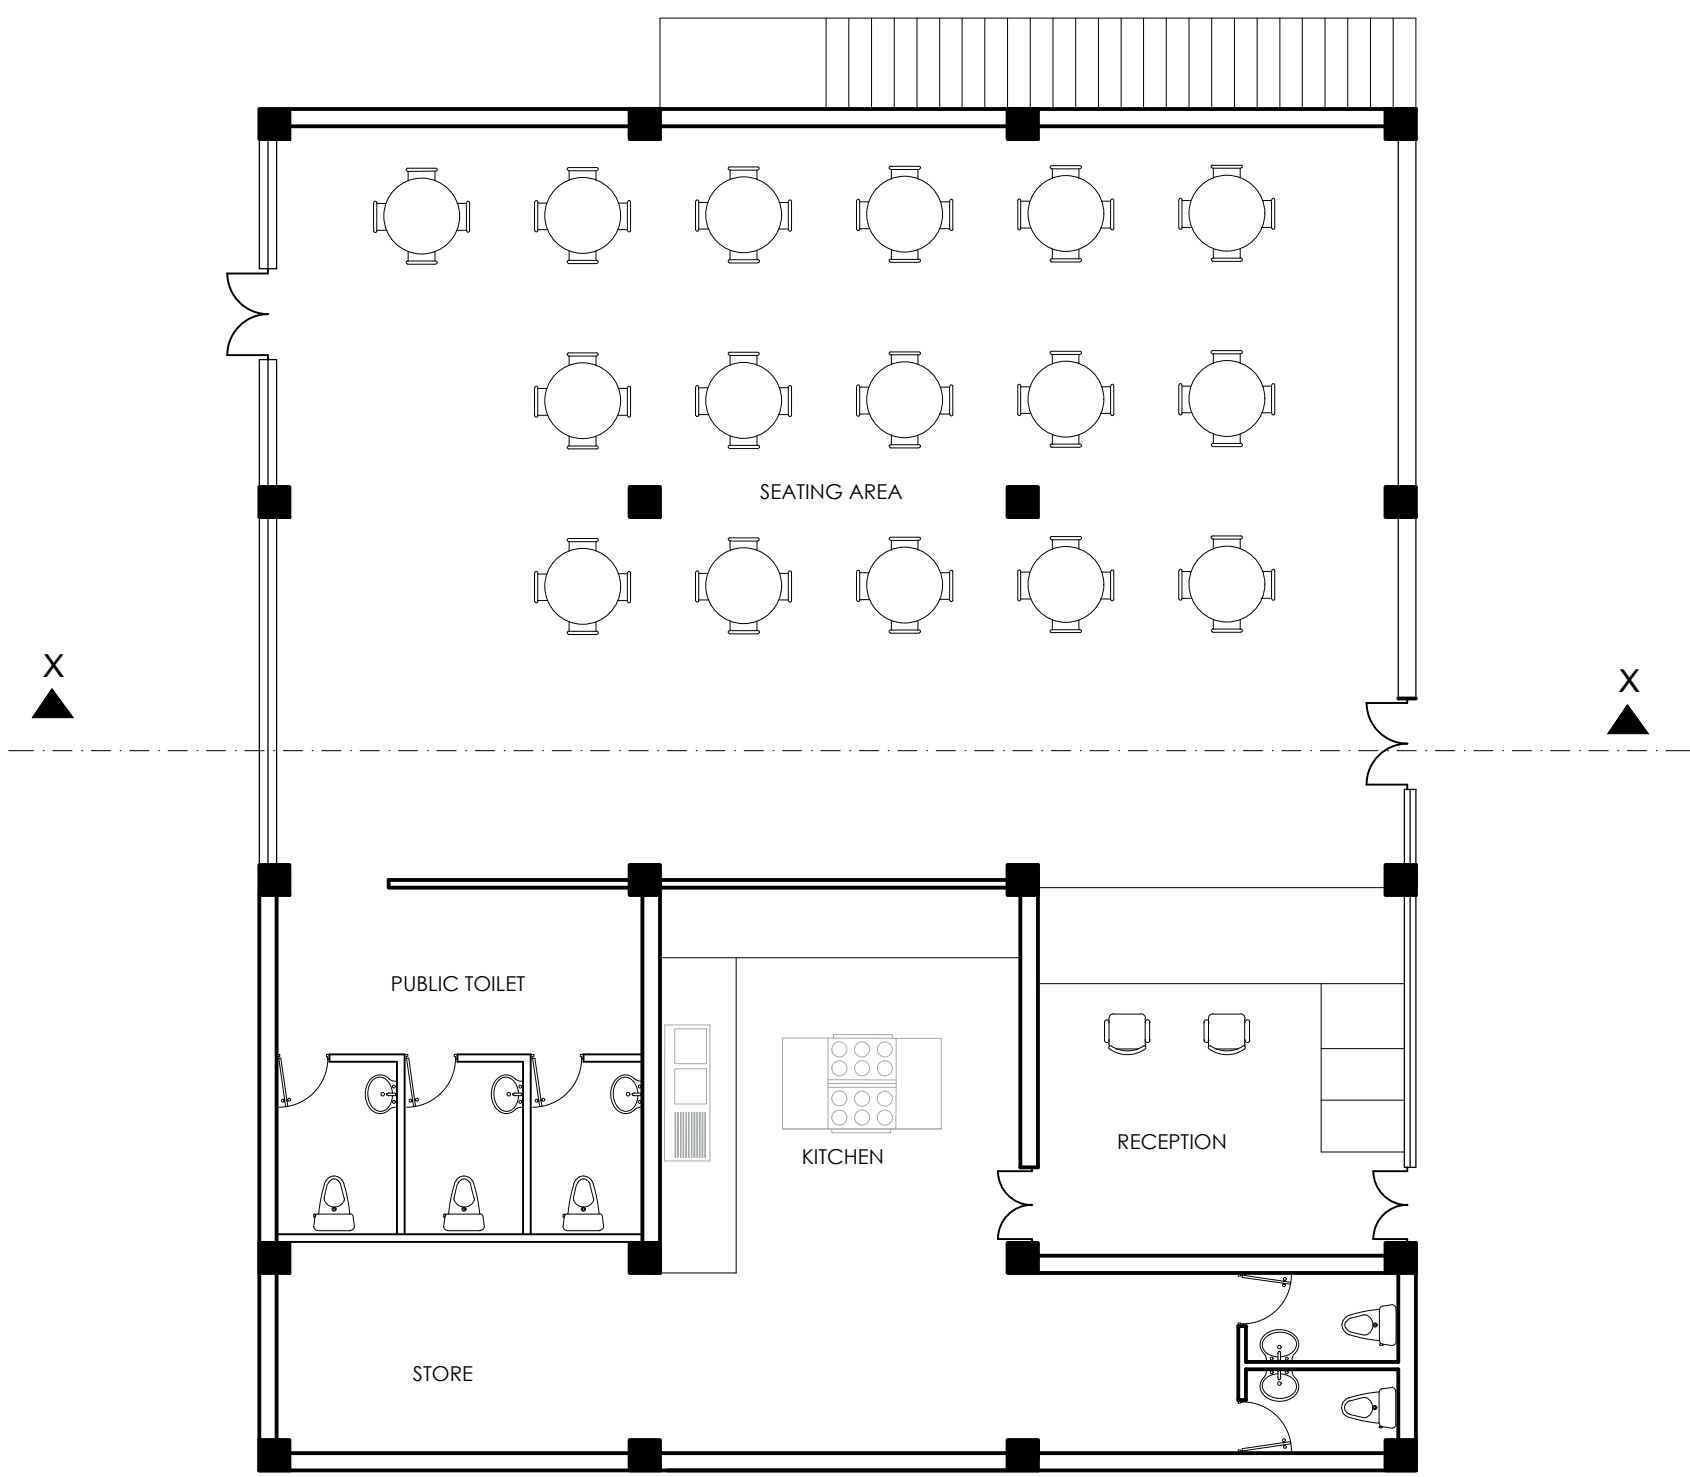 SEATING AREA
X
X
PUBLIC TOILET
KITCHEN
RECEPTION
STORE